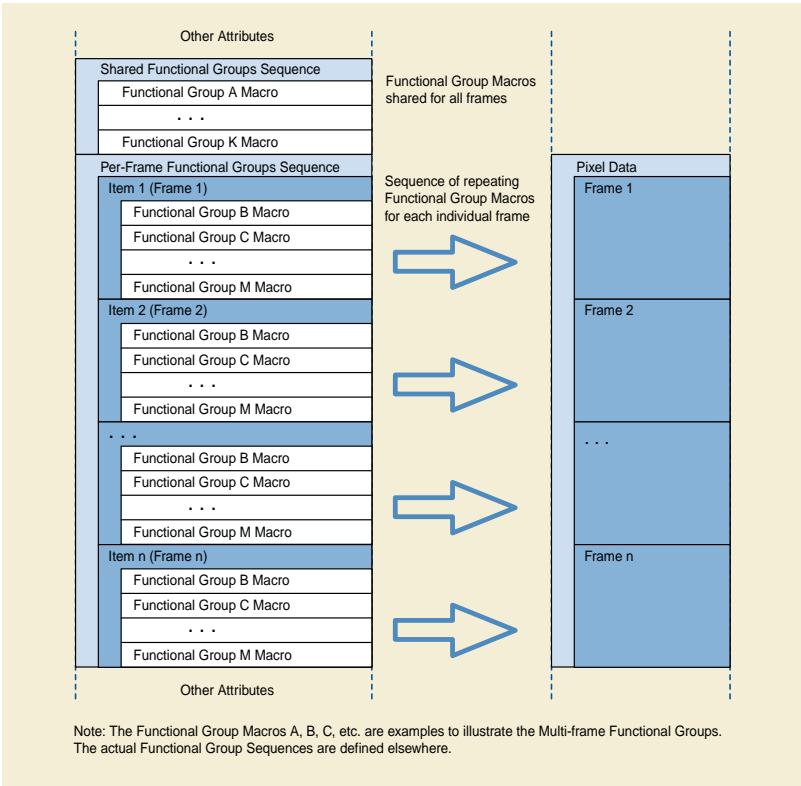 Other Attributes
Shared Functional Groups Sequence
Functional Group A Macro
. . .
Functional Group K Macro
Functional Group Macros
shared for all frames
Per-Frame Functional Groups Sequence
Item 1 (Frame 1)
Functional Group B Macro
Functional Group C Macro
. . .
Functional Group M Macro
Item 2 (Frame 2)
Functional Group B Macro
Functional Group C Macro
. . .
Functional Group M Macro
. . .
Functional Group B Macro
Functional Group C Macro
. . .
Functional Group M Macro
Item n (Frame n)
Functional Group B Macro
Functional Group C Macro
. . .
Functional Group M Macro
Other Attributes
Sequence of repeating
Functional Group Macros
for each individual frame
Pixel Data
Frame 1
Frame 2
. . .
Frame n
Note: The Functional Group Macros A, B, C, etc. are examples to illustrate the Multi-frame Functional Groups.
The actual Functional Group Sequences are defined elsewhere.